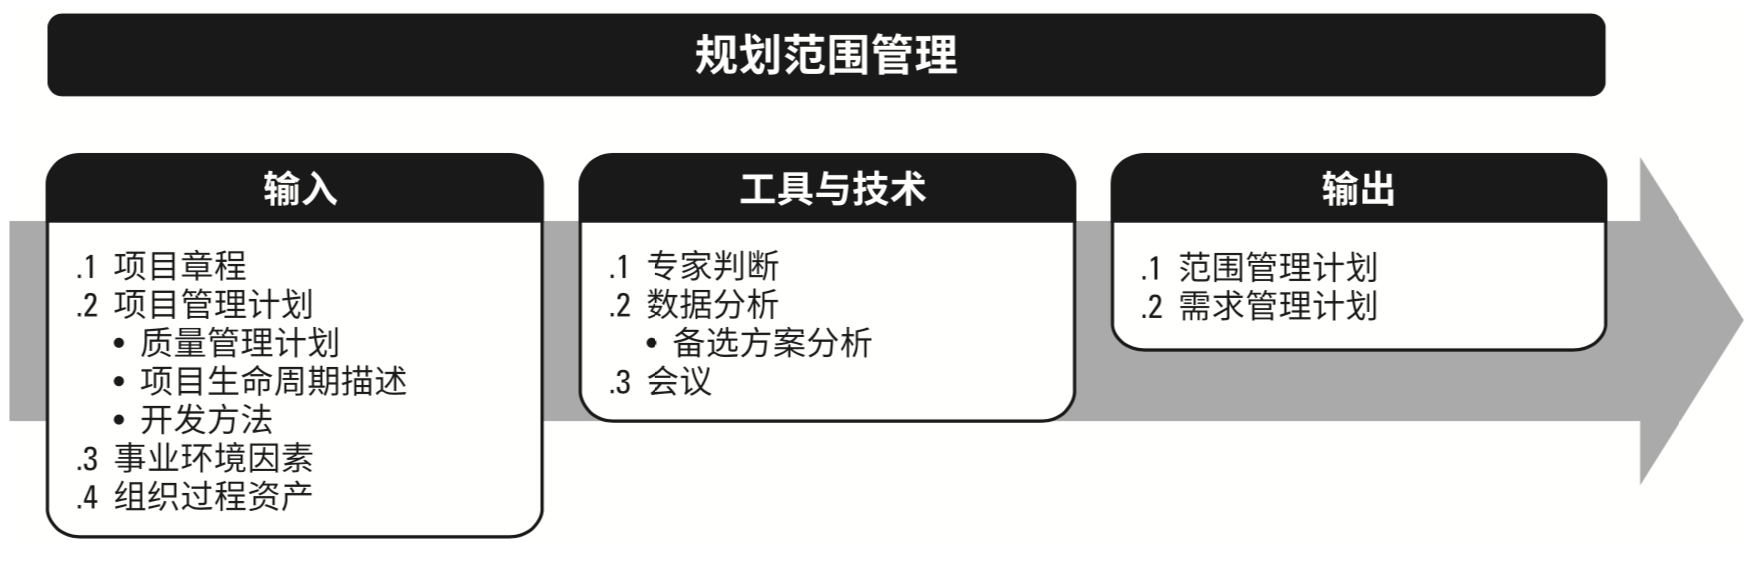 规划范围管理
输入
.1 项目章程
.2 项目管理计划
• 质量管理计划
• 项目生命周期描述
• 开发方法
.3 事业环境因素
.4 组织过程资产
工具与技术
.1 专家判断
.2 数据分析
• 备选方案分析
.3 会议
输出
.1 范围管理计划
.2 需求管理计划